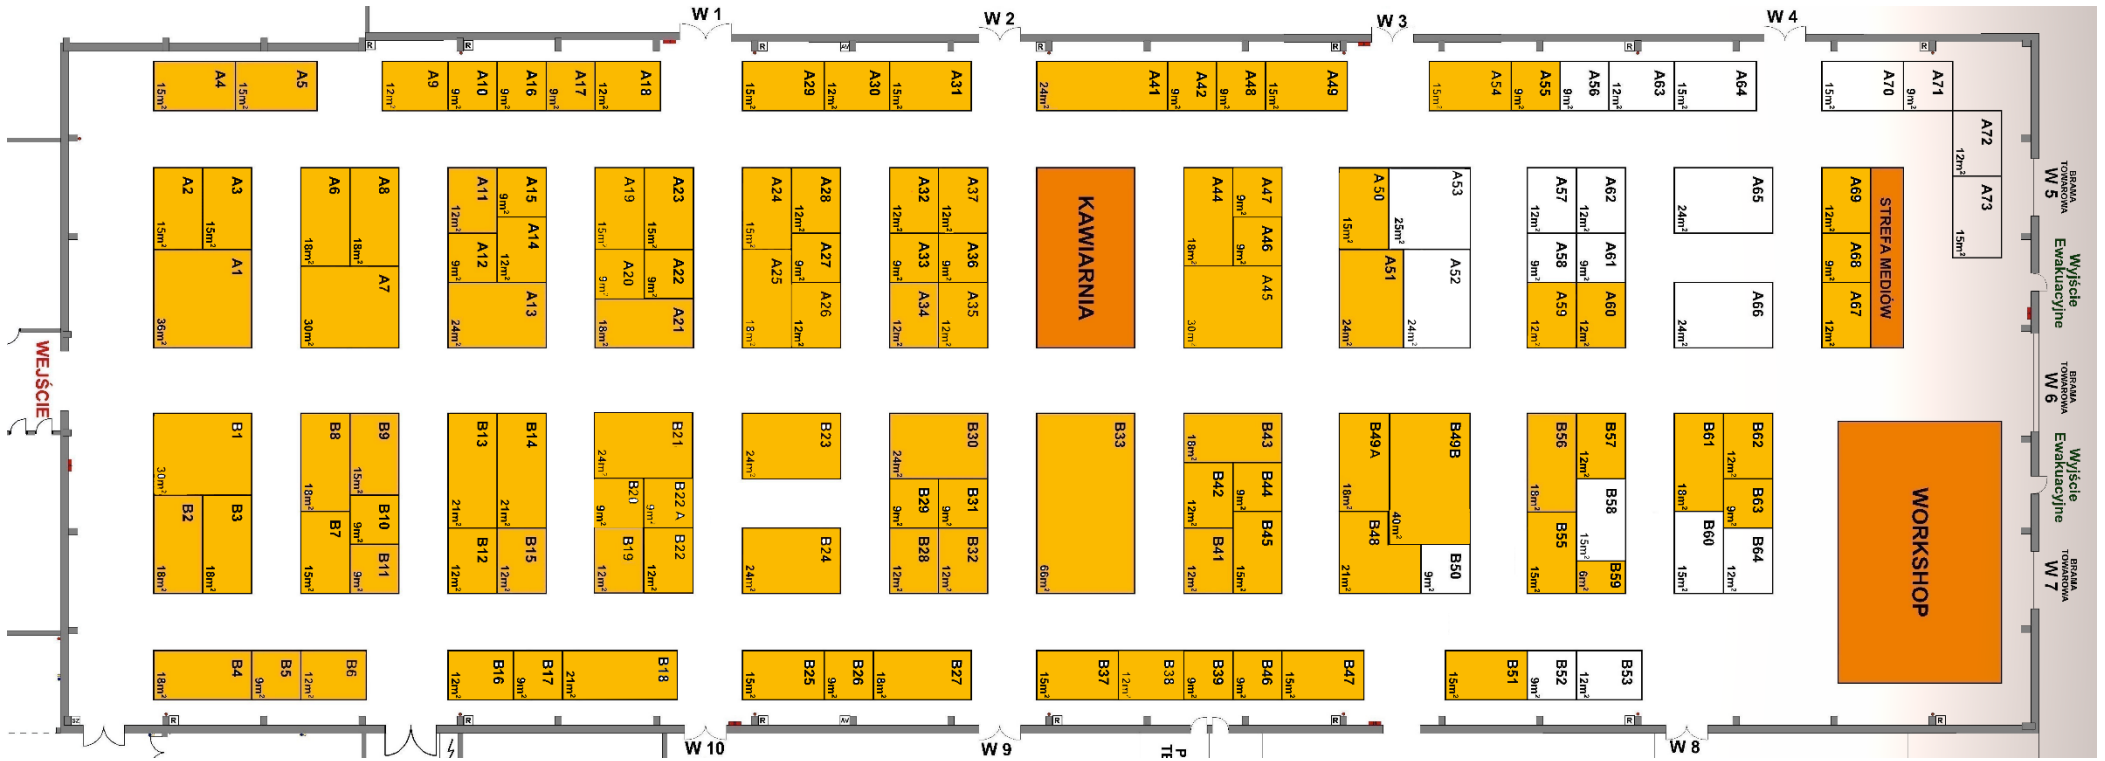 W 1
W 2
W 3
W 4
R
R
R
AV
R
R
R
R
A4
15m²
A5
15m²
A9
12m²
A10
9m²
A16
9m²
A17
9m²
A18
12m²
A29
15m²
A30
12m²
A31
15m²
A41
24m²
A42
9m²
A48
9m²
A49
15m²
A54
15m²
A55
9m²
A56
9m²
A63
12m²
A64
15m²
A70
15m²
A71
9m²
A72
12m²
A73
15m²
A2
15m²
A3
15m²
A1
36m²
A6
18m²
A8
18m²
A7
30m²
A11
12m²
A15
9m²
A14
12m²
A12
9m²
A13
24m²
A19
15m²
A23
15m²
A20
9m²
A22
9m²
A21
18m²
A24
15m²
A28
12m²
A27
9m²
A25
18m²
A26
12m²
A32
12m²
A37
12m²
A33
9m²
A36
9m²
A34
12m²
A35
12m²
KAWIARNIA
A44
18m²
A47
9m²
A46
9m²
A45
30m²
A 50
15m²
A53
25m²
A51
24m²
A52
24m²
A57
12m²
A62
12m²
A58
9m²
A61
9m²
A59
12m²
A60
12m²
A65
24m²
A66
24m²
A69
12m²
A68
9m²
A67
12m²
STREFA MEDIÓW
BRAMA
TOWAROWA
W 5
Wyjście
Ewakuacyjne
BRAMA
TOWAROWA
W 6
Wyjście
Ewakuacyjne
BRAMA
TOWAROWA
W 7
WEJŚCIE
B1
30m²
B2
18m²
B3
18m²
B8
18m²
B9
15m²
B10
9m²
B7
15m²
B11
9m²
B13
21m²
B14
21m²
B12
12m²
B15
12m²
B21
24m²
B20
9m²
B22 A
9m²
B19
12m²
B22
12m²
B23
24m²
B24
24m²
B30
24m²
B29
9m²
B31
9m²
B28
12m²
B32
12m²
B33
66m²
B43
18m²
B42
12m²
B44
9m²
B41
12m²
B45
15m²
B49A
18m²
B49B
40m²
B48
21m²
B50
9m²
B56
18m²
B57
12m²
B58
15m²
B55
15m²
B59
6m²
B61
18m²
B62
12m²
B63
9m²
B60
15m²
B64
12m²
WORKSHOP
B4
18m²
B5
9m²
B6
12m²
B16
12m²
B17
9m²
B18
21m²
B25
15m²
B26
9m²
B27
18m²
B37
15m²
B38
12m²
B39
9m²
B46
9m²
B47
15m²
B51
15m²
B52
9m²
B53
12m²
SZ
R
R
R
AV
R
R
R
R
W 10
W 9
P
TE
W 8